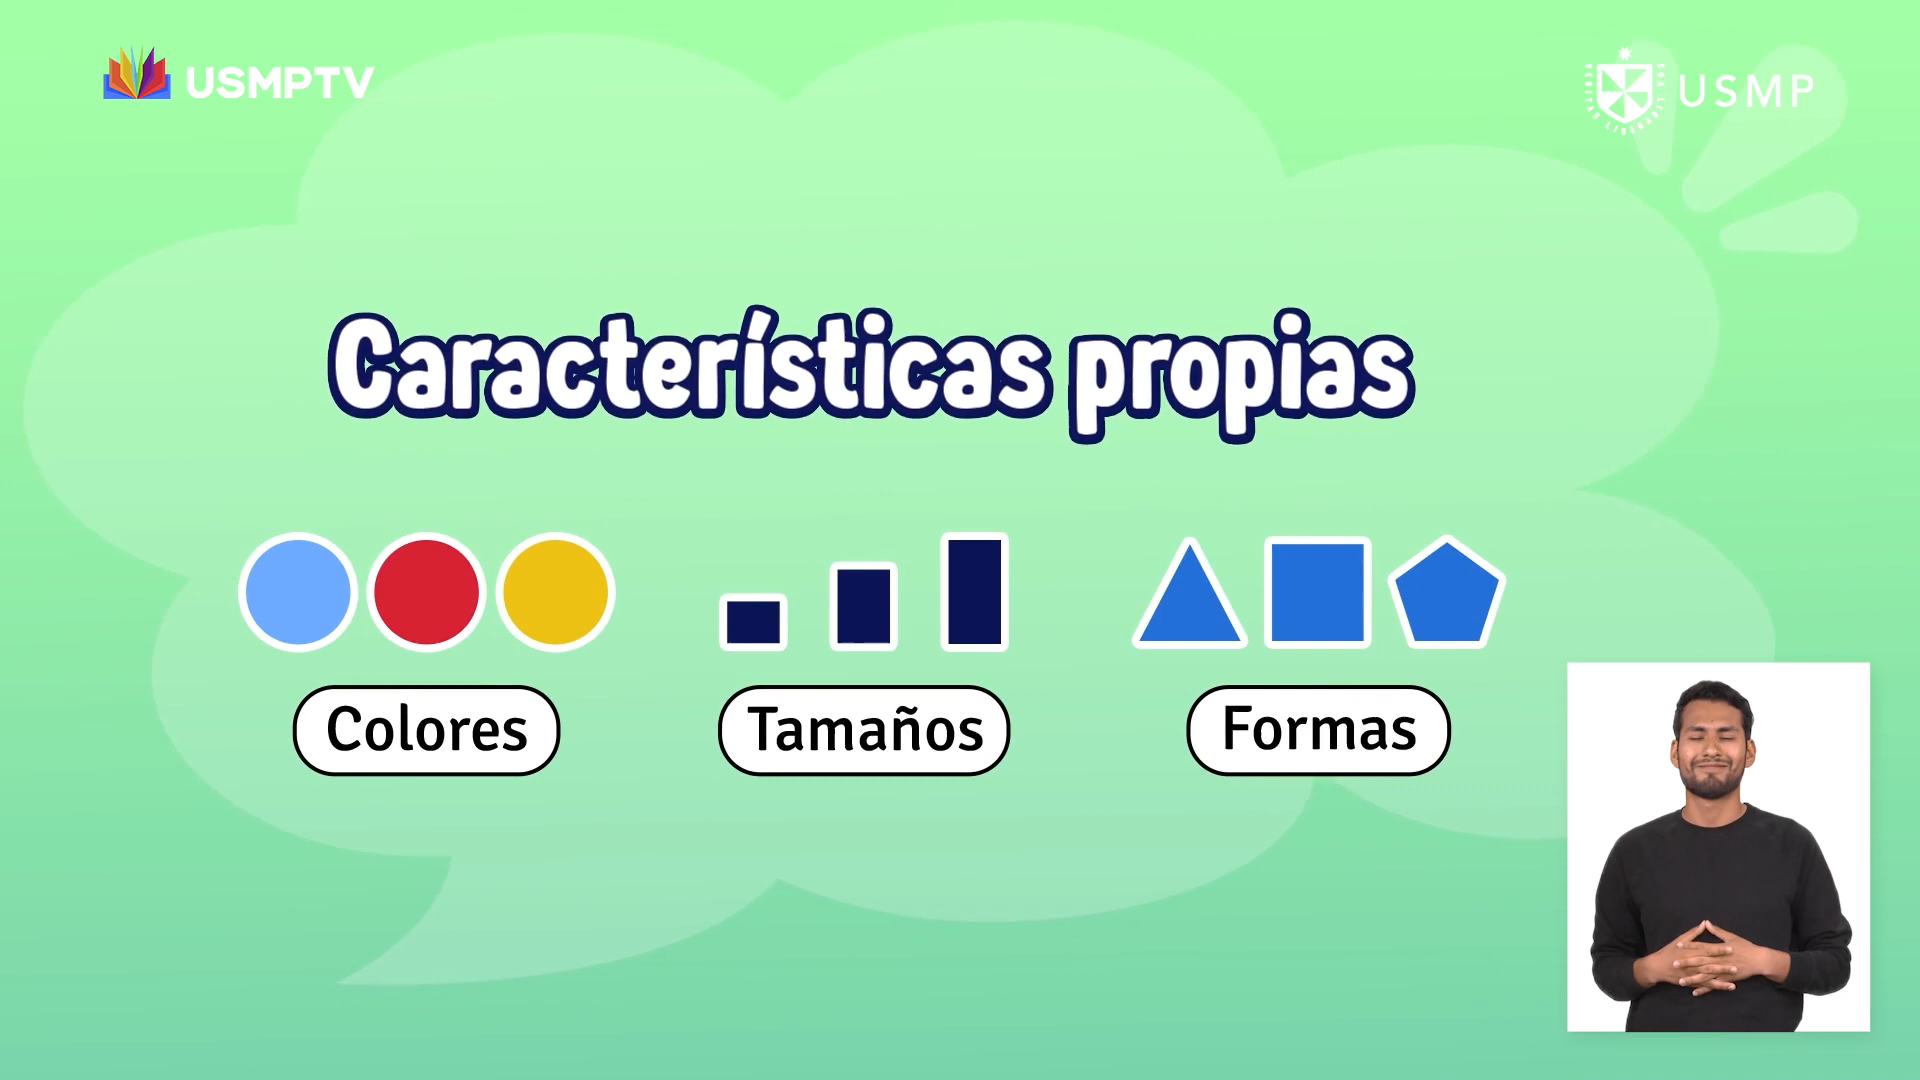 USMPTV
USMP
Características propias
Colores
Tamaños
Formas